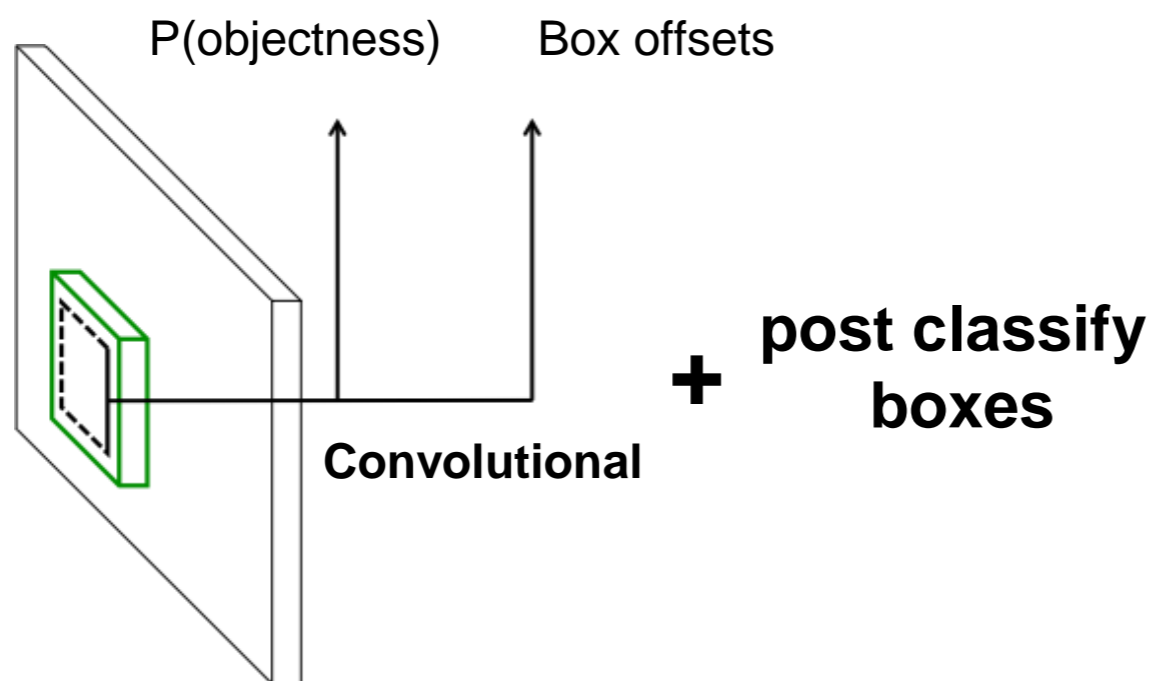 P(objectness) Box offsets
+ post classify
boxes
Convolutional